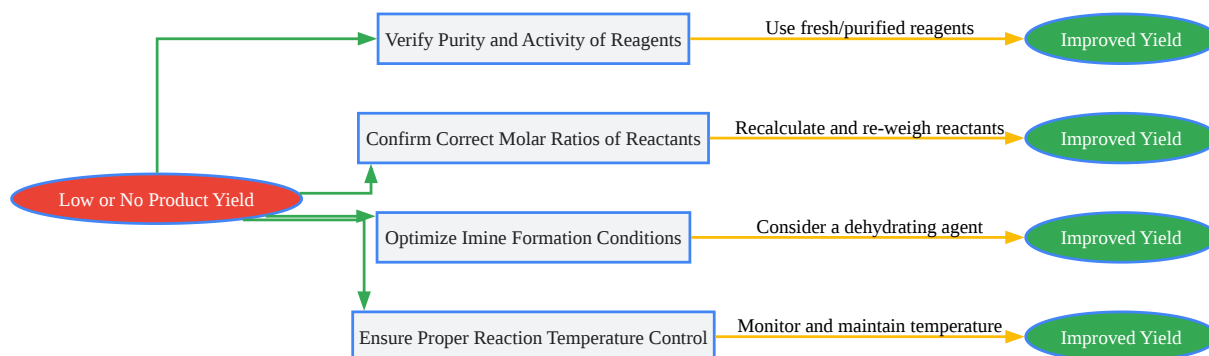 Verify Purity and Activity of Reagents
Use fresh/purified reagents
Improved Yield
Confirm Correct Molar Ratios of Reactants
Recalculate and re-weigh reactants
Improved Yield
Low or No Product Yield
Optimize Imine Formation Conditions
Consider a dehydrating agent
Improved Yield
Ensure Proper Reaction Temperature Control
Monitor and maintain temperature
Improved Yield